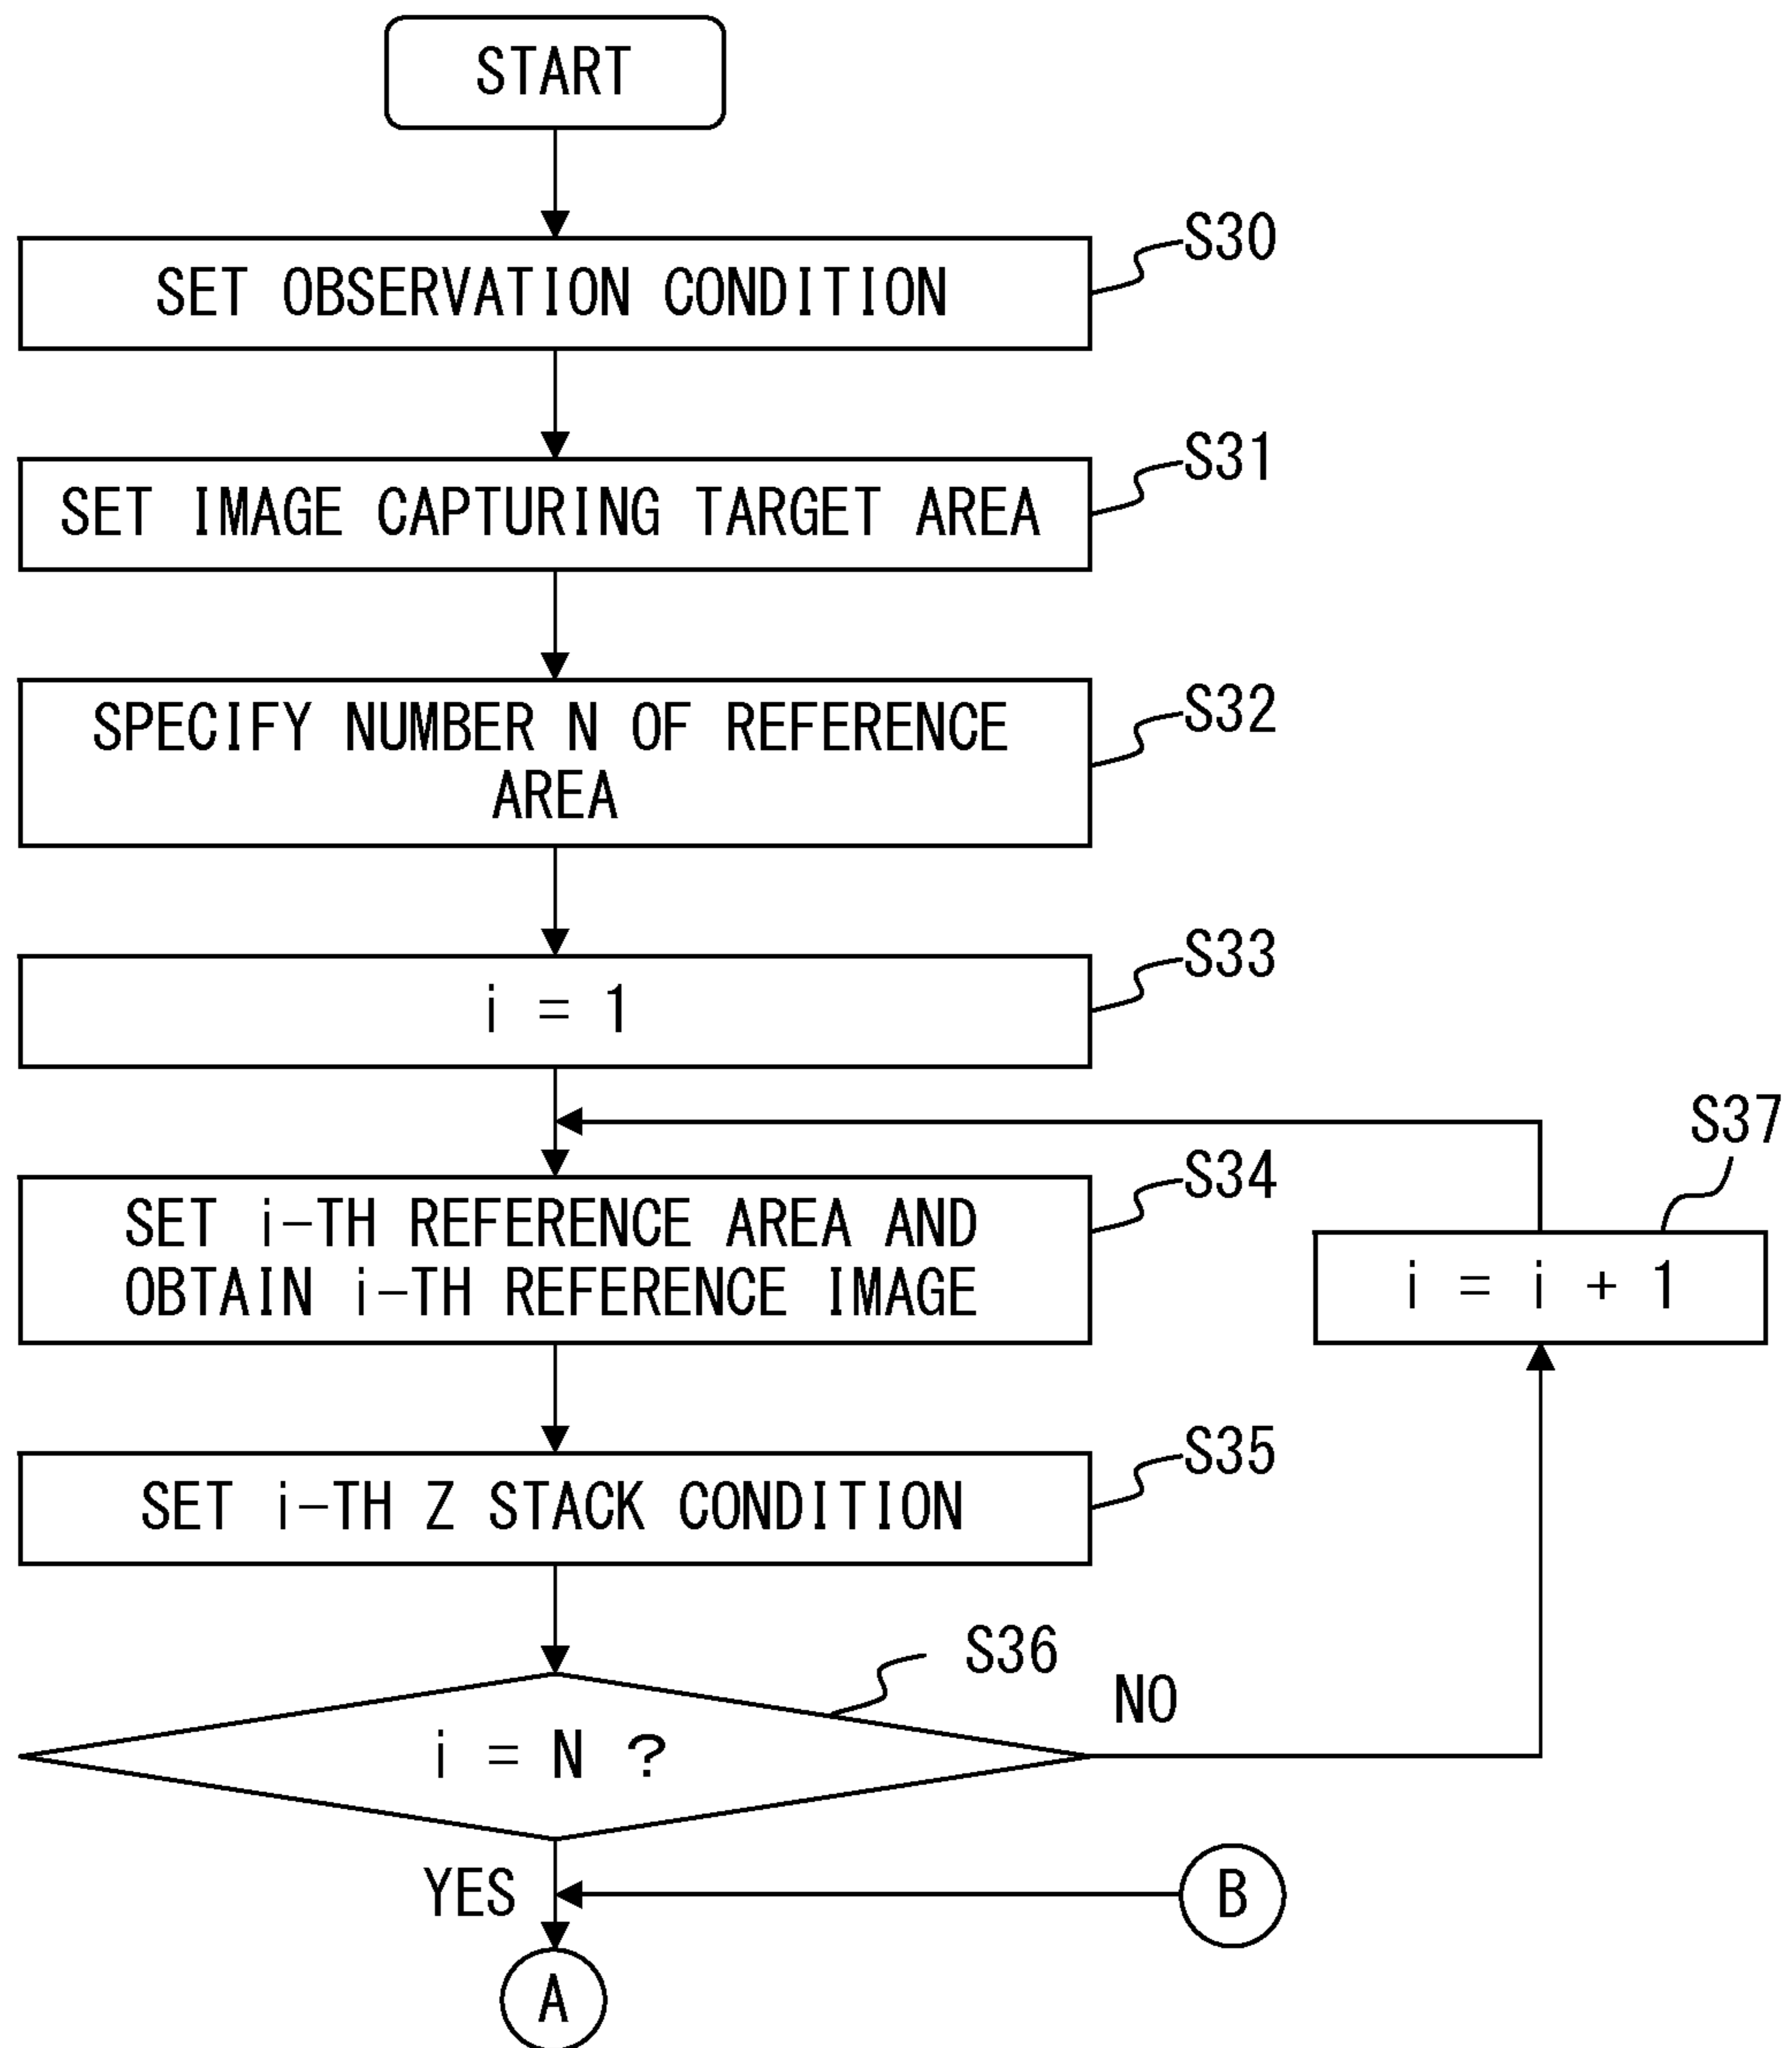 START
S30
SET OBSERVATION CONDITION
S31
SET IMAGE CAPTURING TARGET AREA
S32
SPECIFY NUMBER N OF REFERENCE
AREA
S33
i = 1
S37
S34
SET i-TH REFERENCE AREA AND
OBTAIN i-TH REFERENCE IMAGE
i = i + 1
S35
SET i-TH Z STACK CONDITION
S36
NO
i = N ?
YES
B
A